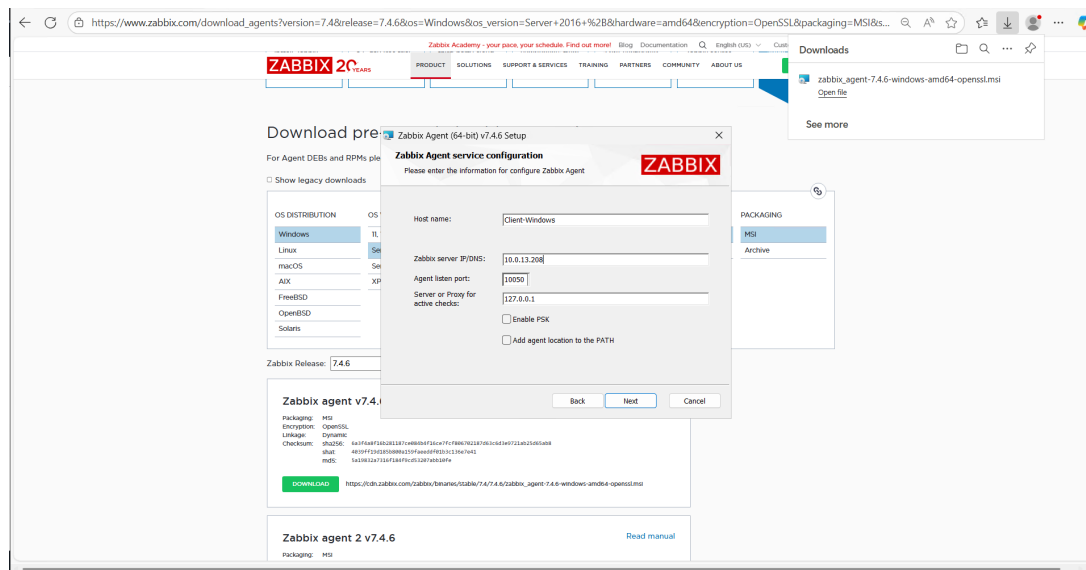 https://www.zabbix.com/download_agents?version=7.4&release=7.4.6&os=Windows&os_version=Server+2016+%2B&hardware=amd64&encryption=OpenSSL&packaging=MSI&s...
Zabbix Academy - your pace, your schedule. Find out more! Blog Documentation English (US)
ZABBIX 20 YEARS PRODUCT SOLUTIONS SUPPORT & SERVICES TRAINING PARTNERS COMMUNITY ABOUT US
Downloads
zabbix_agent-7.4.6-windows-amd64-openssl.msi
Open file
See more
Download pre-
For Agent DEBs and RPMs ple
Show legacy downloads
OS DISTRIBUTION
Windows
Linux
macOS
AIX
FreeBSD
OpenBSD
Solaris
OS
11,
Se
Se
XP
PACKAGING
MSI
Archive
Zabbix Agent (64-bit) v7.4.6 Setup
Zabbix Agent service configuration
Please enter the information for configure Zabbix Agent
ZABBIX
Host name: Client-Windows
Zabbix server IP/DNS: 10.0.13.208
Agent listen port: 10050
Server or Proxy for
active checks: 127.0.0.1
Enable PSK
Add agent location to the PATH
Back Next Cancel
Zabbix Release: 7.4.6
Zabbix agent v7.4.
Packaging: MSI
Encryption: OpenSSL
Linkage: Dynamic
Checksum: sha256:
sha1:
md5:
DOWNLOAD https://cdn.zabbix.com/zabbix/binaries/stable/7.4/7.4.6/zabbix_agent-7.4.6-windows-amd64-openssl.msi
Zabbix agent 2 v7.4.6
Read manual
Packaging: MSI